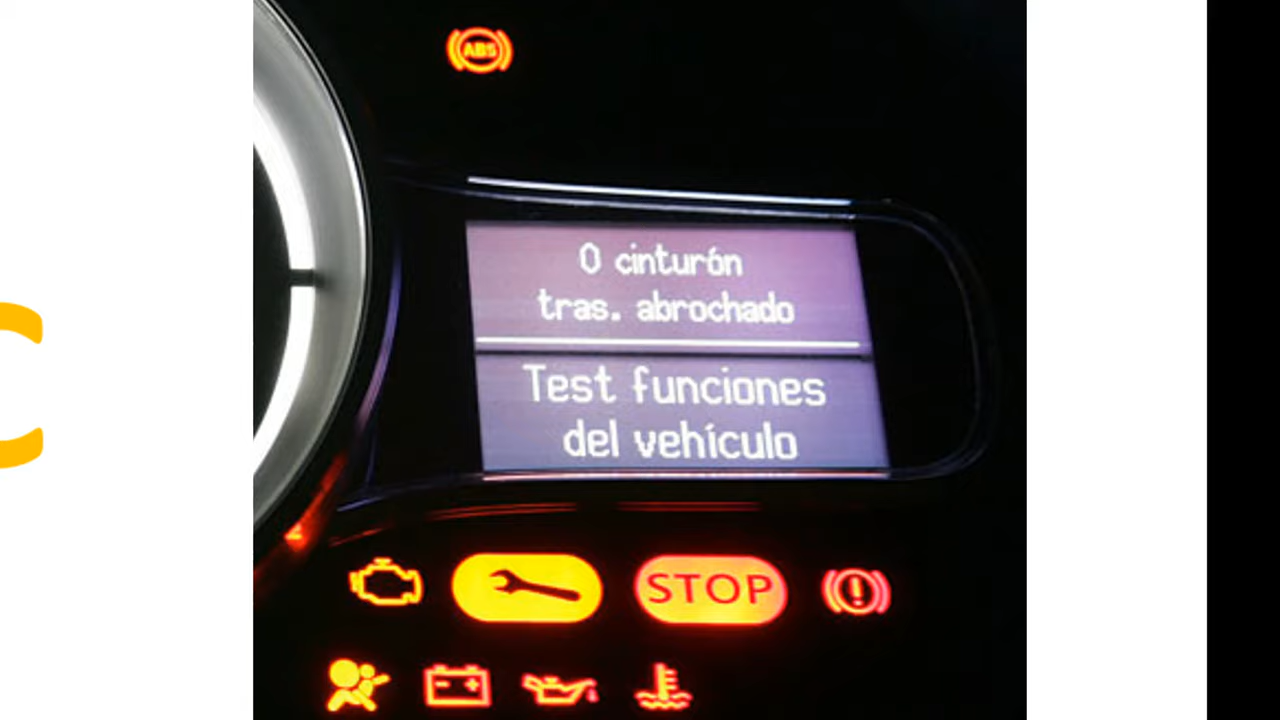 ABS
0 cinturón
tras. abrochado
Test funciones
del vehículo
STOP